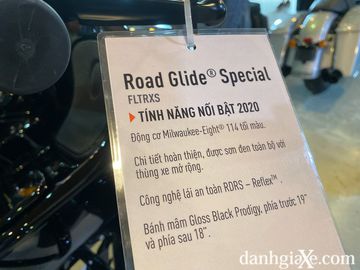 Road Glide® Special
FLTRXS
▶ TÍNH NĂNG NỔI BẬT 2020
Động cơ Milwaukee-Eight® 114 tối màu.
Chi tiết hoàn thiện, được sơn đen toàn bộ với
thùng xe mở rộng.
Công nghệ lái an toàn RDRS – Reflex™.
Bánh mâm Gloss Black Prodigy, phía trước 19"
và phía sau 18".
danhgiaXe.com